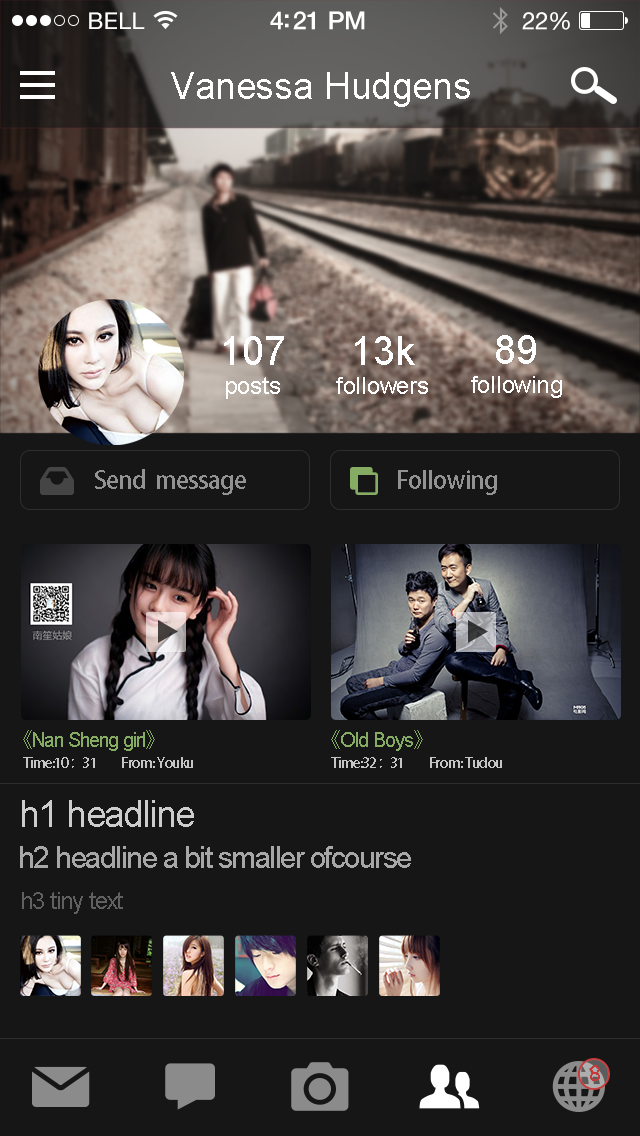 BELL 4:21 PM 22%
Vanessa Hudgens
107 13k 89
posts followers following
Send message Following
南笙姑娘
《Nan Sheng girl》 《Old Boys》
Time:10：31 From:Youku Time:32：31 From:Tudou
h1 headline
h2 headline a bit smaller ofcourse
h3 tiny text
8